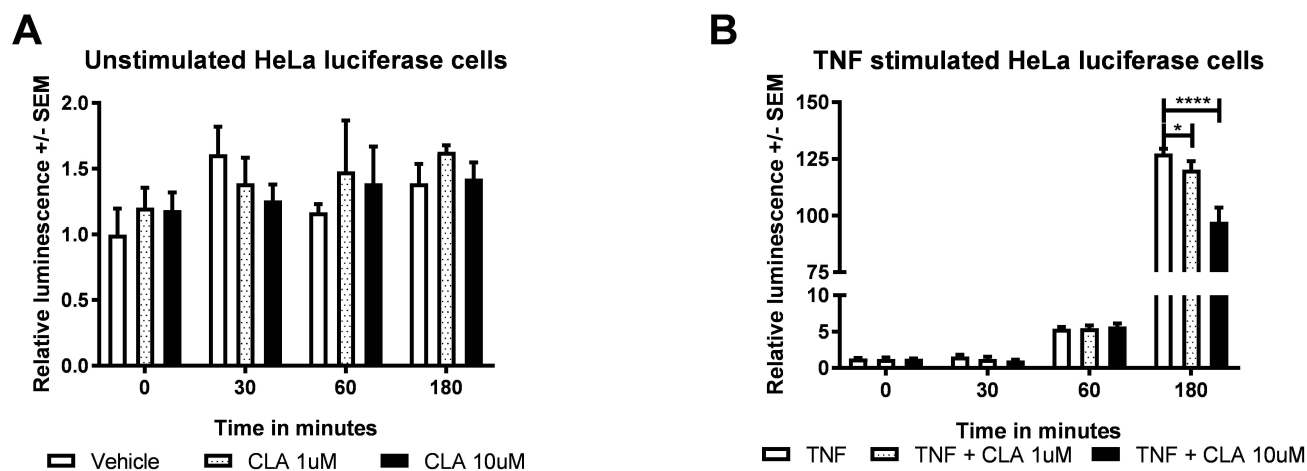 A
Unstimulated HeLa luciferase cells
Relative luminescence +/- SEM
2.0
1.5
1.0
0.5
0.0
0 30 60 180
Time in minutes
Vehicle CLA 1uM CLA 10uM
B
TNF stimulated HeLa luciferase cells
Relative luminescence +/- SEM
150
125
100
75
10
5
0
****
*
0 30 60 180
Time in minutes
TNF TNF + CLA 1uM TNF + CLA 10uM